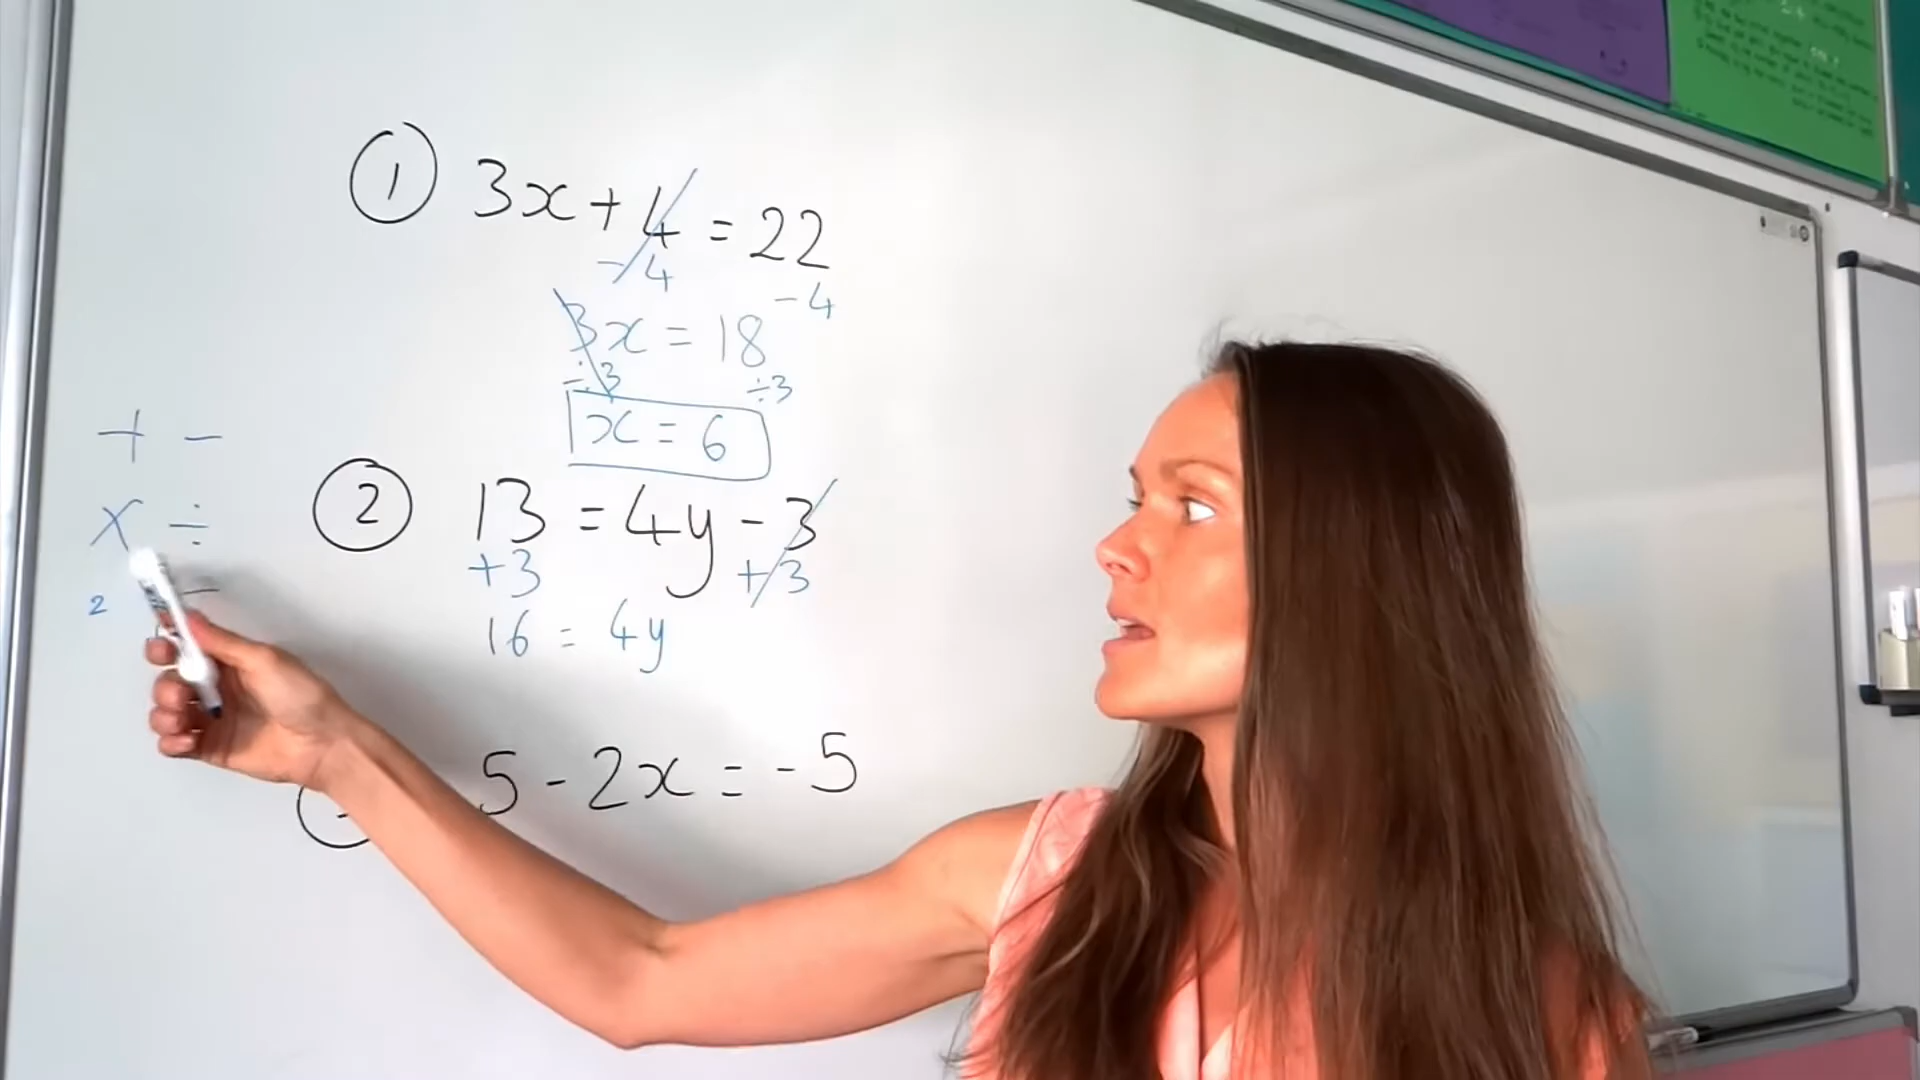 ① 3x + 4 = 22
- 4 - 4
3x = 18
÷ 3 ÷ 3
x = 6
+ -
× ÷
2
② 13 = 4y - 3
+3 +3
16 = 4y
5 - 2x = -5